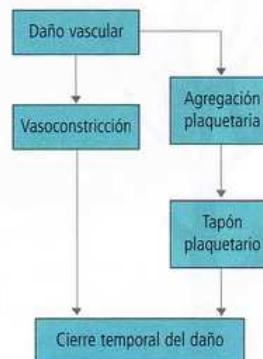 Daño vascular
Vasoconstricción
Agregación
plaquetaria
Tapón
plaquetario
Cierre temporal del daño